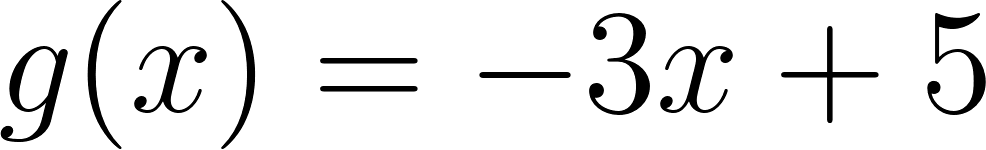 g(x) = −3x + 5